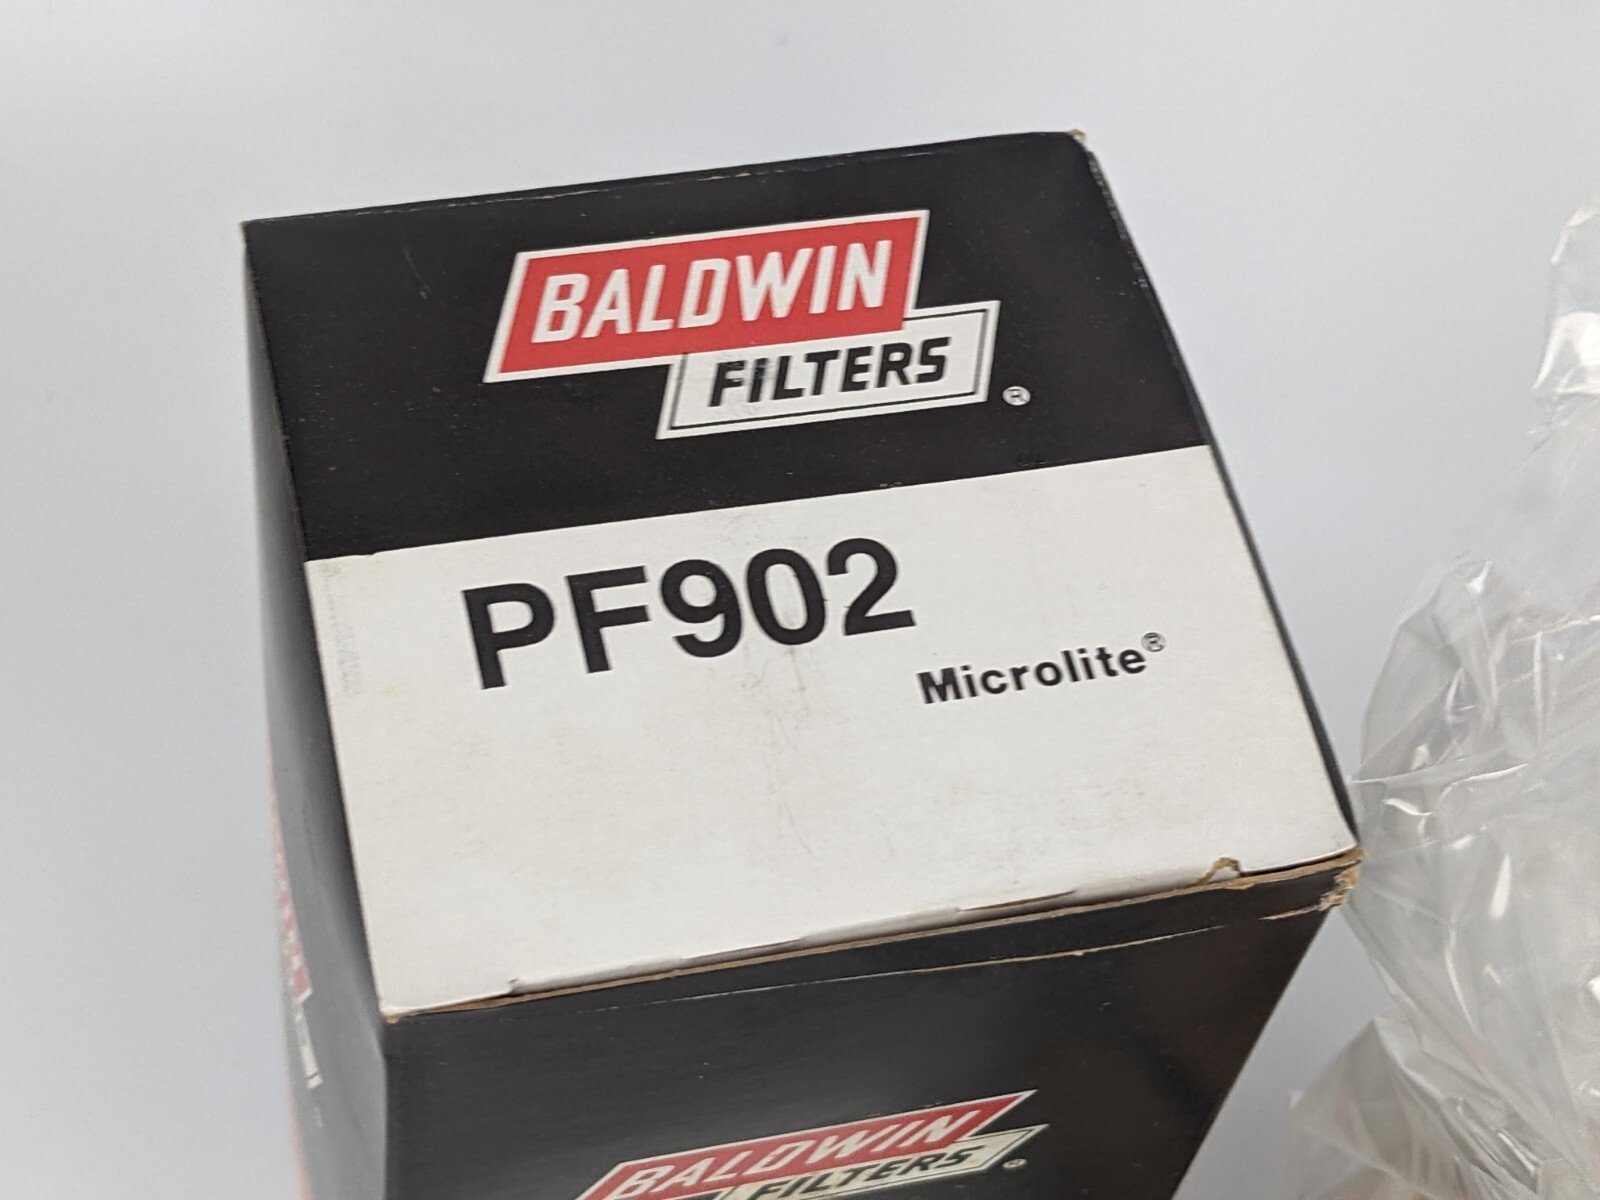 BALDWIN
FILTERS ®
PF902
Microlite®
BALDWIN
FILTERS ®